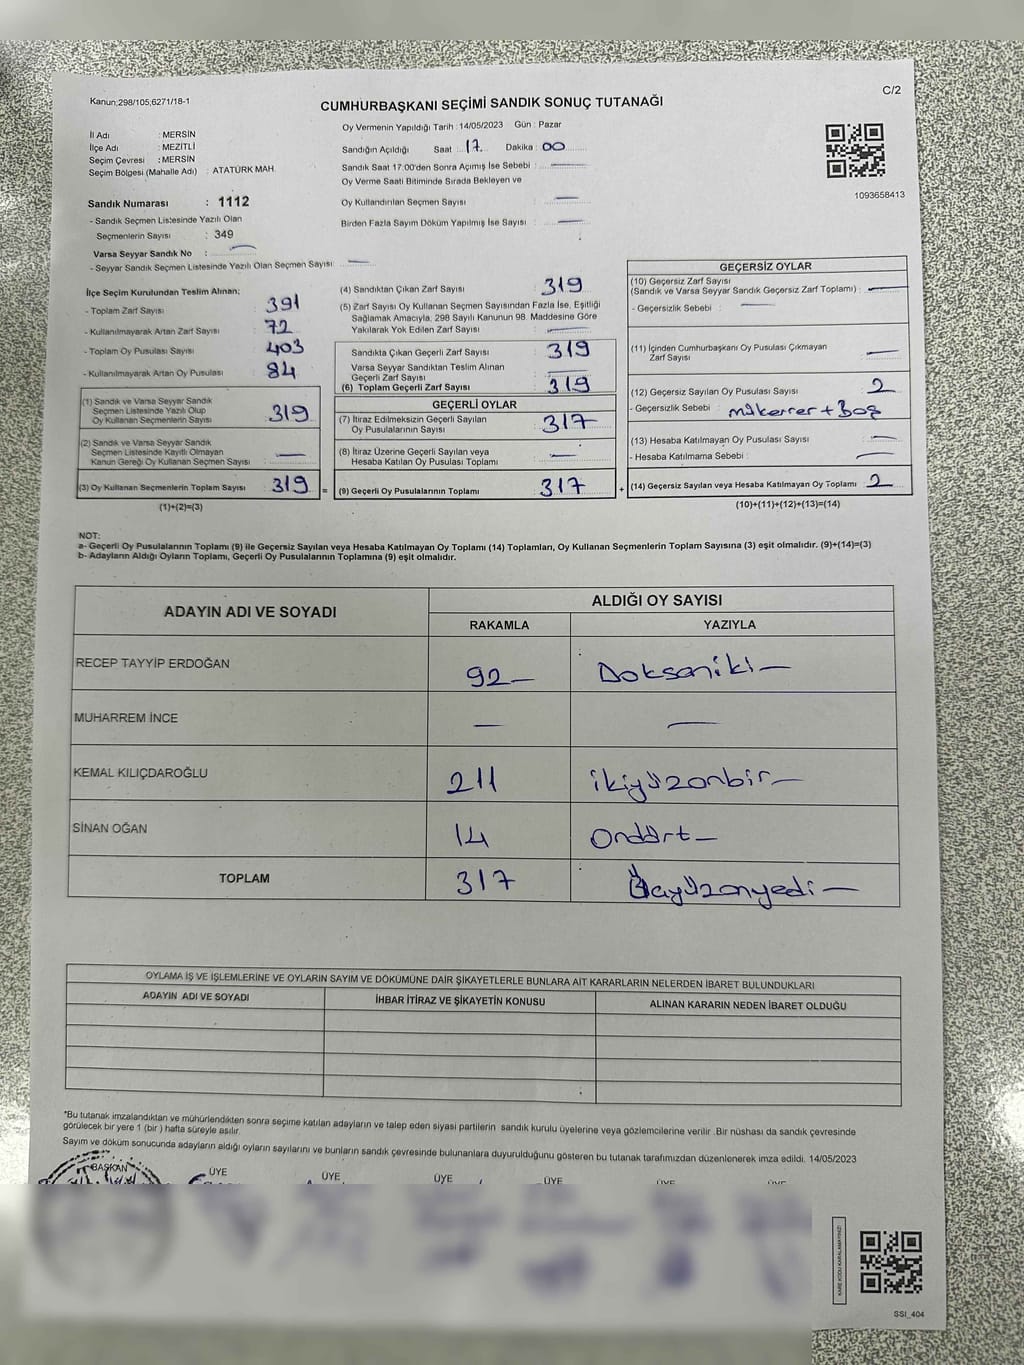 Kanun;298/105;6271/18-1
C/2
CUMHURBAŞKANI SEÇİMİ SANDIK SONUÇ TUTANAĞI
İl Adı : MERSİN
İlçe Adı : MEZİTLİ
Seçim Çevresi : MERSİN
Seçim Bölgesi (Mahalle Adı) : ATATÜRK MAH.
Oy Vermenin Yapıldığı Tarih : 14/05/2023 Gün : Pazar
Sandığın Açıldığı Saat : 17 Dakika : 00
Sandık Saat 17:00'den Sonra Açımış İse Sebebi : —
Oy Verme Saati Bitiminde Sırada Bekleyen ve
Oy Kullandırılan Seçmen Sayısı : —
Birden Fazla Sayım Döküm Yapılmış İse Sayısı : —
1093658413
Sandık Numarası : 1112
- Sandık Seçmen Listesinde Yazılı Olan
Seçmenlerin Sayısı : 349
Varsa Seyyar Sandık No : —
- Seyyar Sandık Seçmen Listesinde Yazılı Olan Seçmen Sayısı : —
İlçe Seçim Kurulundan Teslim Alınan;
- Toplam Zarf Sayısı : 391
- Kullanılmayarak Artan Zarf Sayısı : 72
- Toplam Oy Pusulası Sayısı : 403
- Kullanılmayarak Artan Oy Pusulası : 84
(1) Sandık ve Varsa Seyyar Sandık
Seçmen Listesinde Yazılı Olup
Oy Kullanan Seçmenlerin Sayısı : 319
(2) Sandık ve Varsa Seyyar Sandık
Seçmen Listesinde Kayıtlı Olmayan
Kanun Gereği Oy Kullanan Seçmen Sayısı : —
(3) Oy Kullanan Seçmenlerin Toplam Sayısı : 319 =
(1)+(2)=(3)
(4) Sandıktan Çıkan Zarf Sayısı : 319
(5) Zarf Sayısı Oy Kullanan Seçmen Sayısından Fazla İse, Eşitliği
Sağlamak Amacıyla; 298 Sayılı Kanunun 98. Maddesine Göre
Yakılarak Yok Edilen Zarf Sayısı : —
Sandıkta Çıkan Geçerli Zarf Sayısı : 319
Varsa Seyyar Sandıktan Teslim Alınan
Geçerli Zarf Sayısı : —
(6) Toplam Geçerli Zarf Sayısı : 319
GEÇERLİ OYLAR
(7) İtiraz Edilmeksizin Geçerli Sayılan
Oy Pusulalarının Sayısı : 317
(8) İtiraz Üzerine Geçerli Sayılan veya
Hesaba Katılan Oy Pusulası Toplamı : —
(9) Geçerli Oy Pusulalarının Toplamı : 317 +
GEÇERSİZ OYLAR
(10) Geçersiz Zarf Sayısı
(Sandık ve Varsa Seyyar Sandık Geçersiz Zarf Toplamı) : —
- Geçersizlik Sebebi : —
(11) İçinden Cumhurbaşkanı Oy Pusulası Çıkmayan
Zarf Sayısı : —
(12) Geçersiz Sayılan Oy Pusulası Sayısı : 2
- Geçersizlik Sebebi : mükerrer + Boş
(13) Hesaba Katılmayan Oy Pusulası Sayısı : —
- Hesaba Katılmama Sebebi : —
(14) Geçersiz Sayılan veya Hesaba Katılmayan Oy Toplamı : 2
(10)+(11)+(12)+(13)=(14)
NOT:
a- Geçerli Oy Pusulalarının Toplamı (9) ile Geçersiz Sayılan veya Hesaba Katılmayan Oy Toplamı (14) Toplamları, Oy Kullanan Seçmenlerin Toplam Sayısına (3) eşit olmalıdır. (9)+(14)=(3)
b- Adayların Aldığı Oyların Toplamı, Geçerli Oy Pusulalarının Toplamına (9) eşit olmalıdır.
ADAYIN ADI VE SOYADI
ALDIĞI OY SAYISI
RAKAMLA YAZIYLA
RECEP TAYYİP ERDOĞAN 92 — Doksaniki —
MUHARREM İNCE — —
KEMAL KILIÇDAROĞLU 211 ikiyüzonbir —
SİNAN OĞAN 14 Ondört —
TOPLAM 317 Üçyüzonyedi —
OYLAMA İŞ VE İŞLEMLERİNE VE OYLARIN SAYIM VE DÖKÜMÜNE DAİR ŞİKAYETLERLE BUNLARA AİT KARARLARIN NELERDEN İBARET BULUNDUKLARI
ADAYIN ADI VE SOYADI İHBAR İTİRAZ VE ŞİKAYETİN KONUSU ALINAN KARARIN NEDEN İBARET OLDUĞU
*Bu tutanak imzalandıktan ve mühürlendikten sonra seçime katılan adayların ve talep eden siyasi partilerin sandık kurulu üyelerine veya gözlemcilerine verilir .Bir nüshası da sandık çevresinde
görülecek bir yere 1 (bir ) hafta süreyle asılır.
Sayım ve döküm sonucunda adayların aldığı oyların sayılarını ve bunların sandık çevresinde bulunanlara duyurulduğunu gösteren bu tutanak tarafımızdan düzenlenerek imza edildi. 14/05/2023
BAŞKAN ÜYE ÜYE ÜYE ÜYE ÜYE ÜYE
KARE KODU KARALAMAYINIZ!
SSI_404